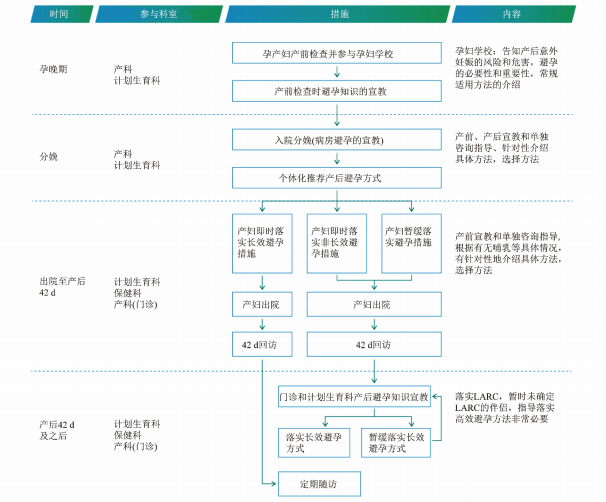 时间
参与科室
措施
内容
孕晚期
产科
计划生育科
孕产妇产前检查并参与孕妇学校
产前检查时避孕知识的宣教
孕妇学校：告知产后意外
妊娠的风险和危害，避孕
的必要性和重要性，常规
适用方法的介绍
分娩
产科
计划生育科
入院分娩(病房避孕的宣教)
个体化推荐产后避孕方式
产前、产后宣教和单独
咨询指导、针对性介绍
具体方法，选择方法
出院至产后
42 d
计划生育科
保健科
产科(门诊)
产妇即时落
实长效避孕
措施
产妇即时落
实非长效避孕
措施
产妇暂缓落
实避孕措施
产妇出院
产妇出院
42 d回访
42 d回访
产前宣教和单独咨询指导，
根据有无哺乳等具体情况，
有针对性地介绍具体方法，
选择方法
产后42 d
及之后
计划生育科
保健科
产科(门诊)
门诊和计划生育科产后避孕知识宣教
落实长效避孕
方式
暂缓落实长效
避孕方式
定期随访
落实LARC，暂时未确定
LARC的伴侣，指导落实
高效避孕方法非常必要